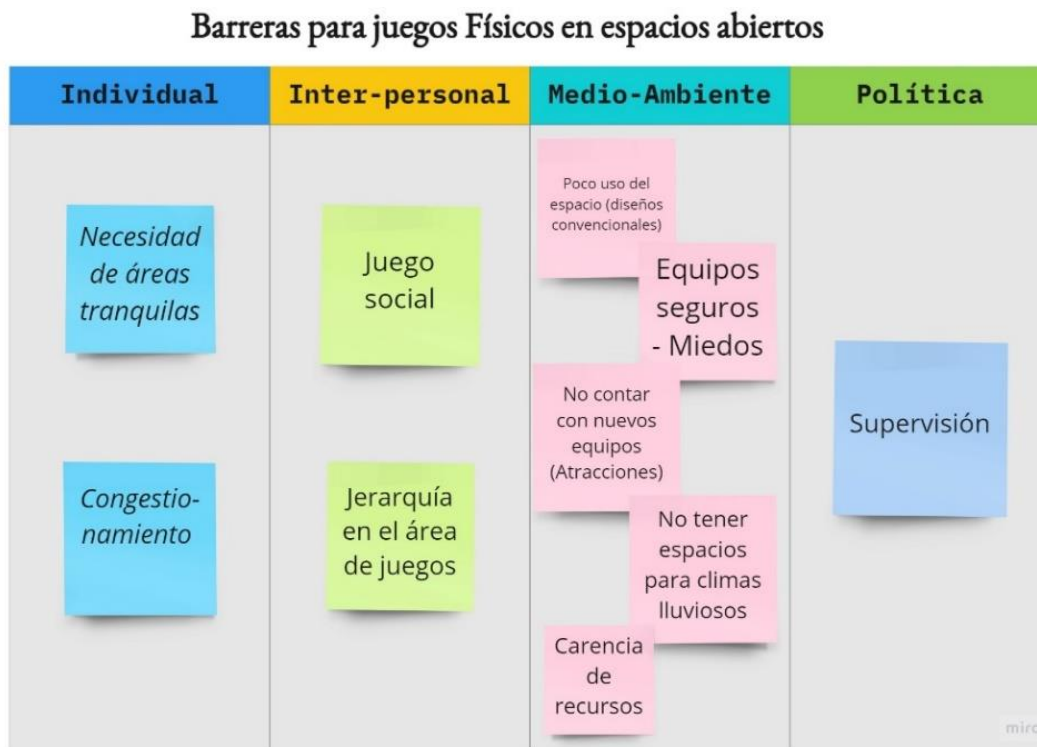 Barreras para juegos Físicos en espacios abiertos
Individual
Inter-personal
Medio-Ambiente
Política
Necesidad
de áreas
tranquilas
Congestio-
namiento
Juego
social
Jerarquía
en el área
de juegos
Poco uso del
espacio (diseños
convencionales)
Equipos
seguros
- Miedos
No contar
con nuevos
equipos
(Atracciones)
No tener
espacios
para climas
lluviosos
Carencia
de
recursos
Supervisión